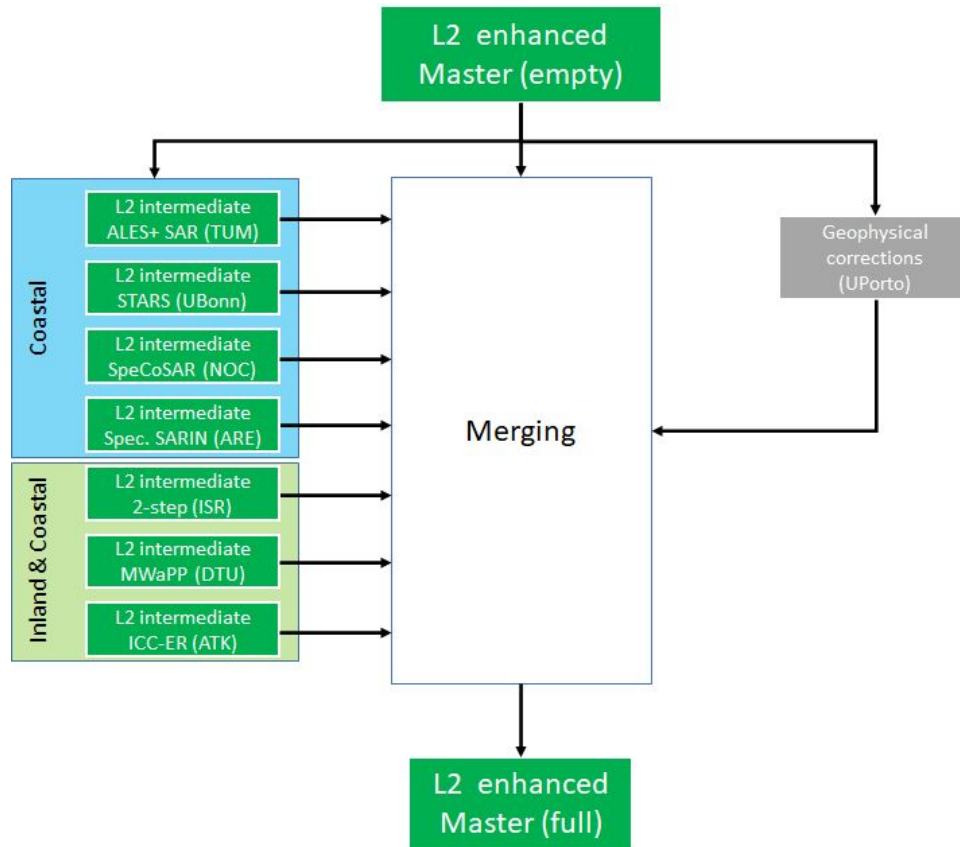 L2 enhanced
Master (empty)
Coastal
L2 intermediate
ALES+ SAR (TUM)
L2 intermediate
STARS (UBonn)
L2 intermediate
SpeCoSAR (NOC)
L2 intermediate
Spec. SARIN (ARE)
Inland & Coastal
L2 intermediate
2-step (ISR)
L2 intermediate
MWaPP (DTU)
L2 intermediate
ICC-ER (ATK)
Merging
Geophysical
corrections
(UPorto)
L2 enhanced
Master (full)